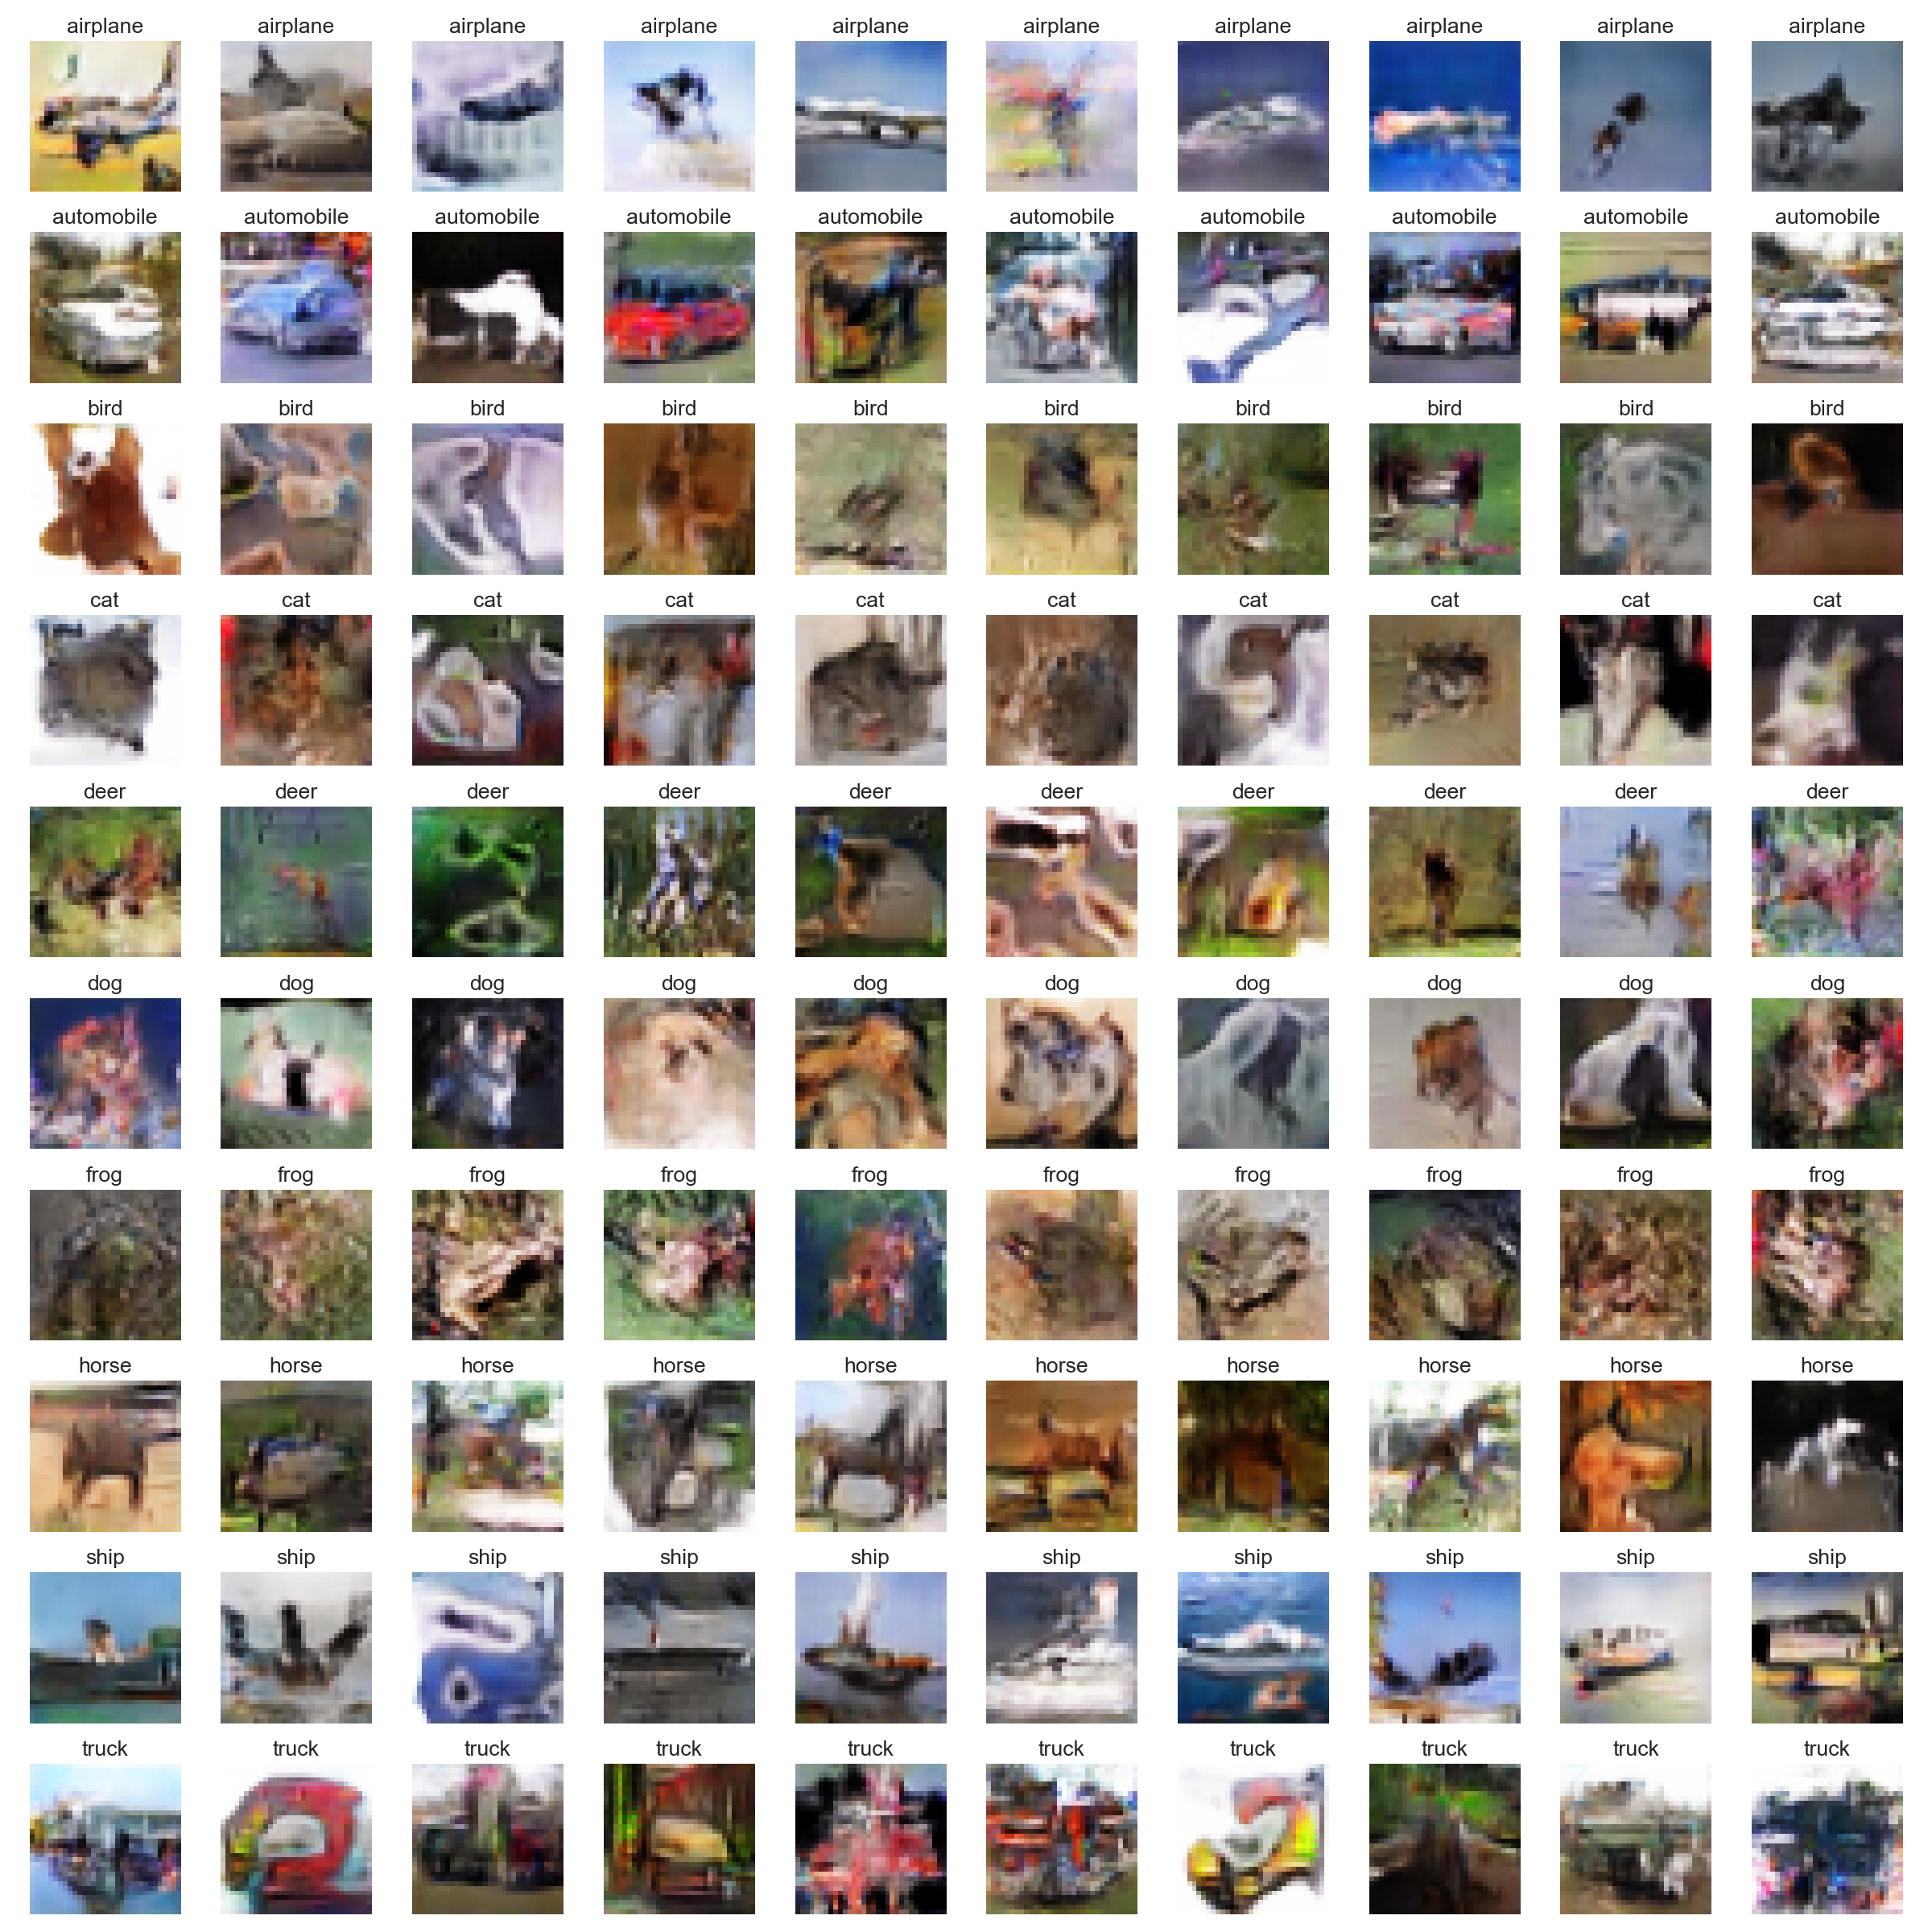 airplane airplane airplane airplane airplane airplane airplane airplane airplane airplane
automobile automobile automobile automobile automobile automobile automobile automobile automobile automobile
bird bird bird bird bird bird bird bird bird bird
cat cat cat cat cat cat cat cat cat cat
deer deer deer deer deer deer deer deer deer deer
dog dog dog dog dog dog dog dog dog dog
frog frog frog frog frog frog frog frog frog frog
horse horse horse horse horse horse horse horse horse horse
ship ship ship ship ship ship ship ship ship ship
truck truck truck truck truck truck truck truck truck truck